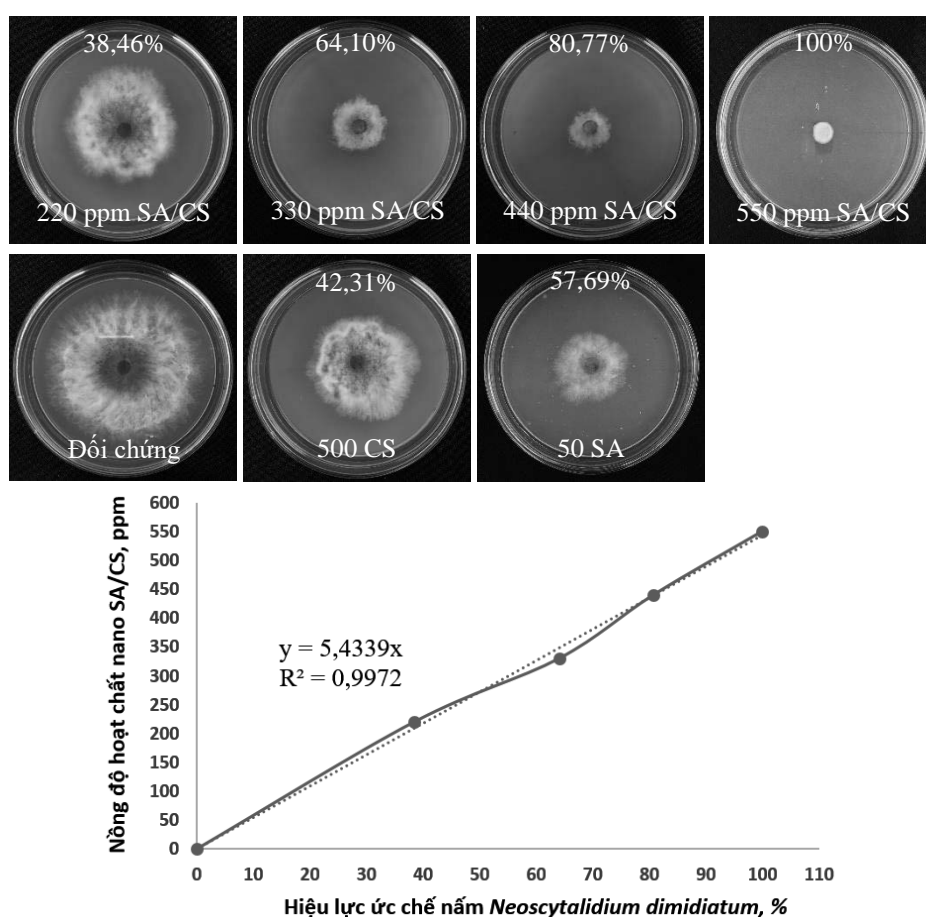 38,46%
64,10%
80,77%
100%
220 ppm SA/CS
330 ppm SA/CS
440 ppm SA/CS
550 ppm SA/CS
42,31%
57,69%
Đối chứng
500 CS
50 SA
Nồng độ hoạt chất nano SA/CS, ppm
600
550
500
450
400
350
300
250
200
150
100
50
0
y = 5,4339x
R² = 0,9972
0 10 20 30 40 50 60 70 80 90 100 110
Hiệu lực ức chế nấm Neoscytalidium dimidiatum, %